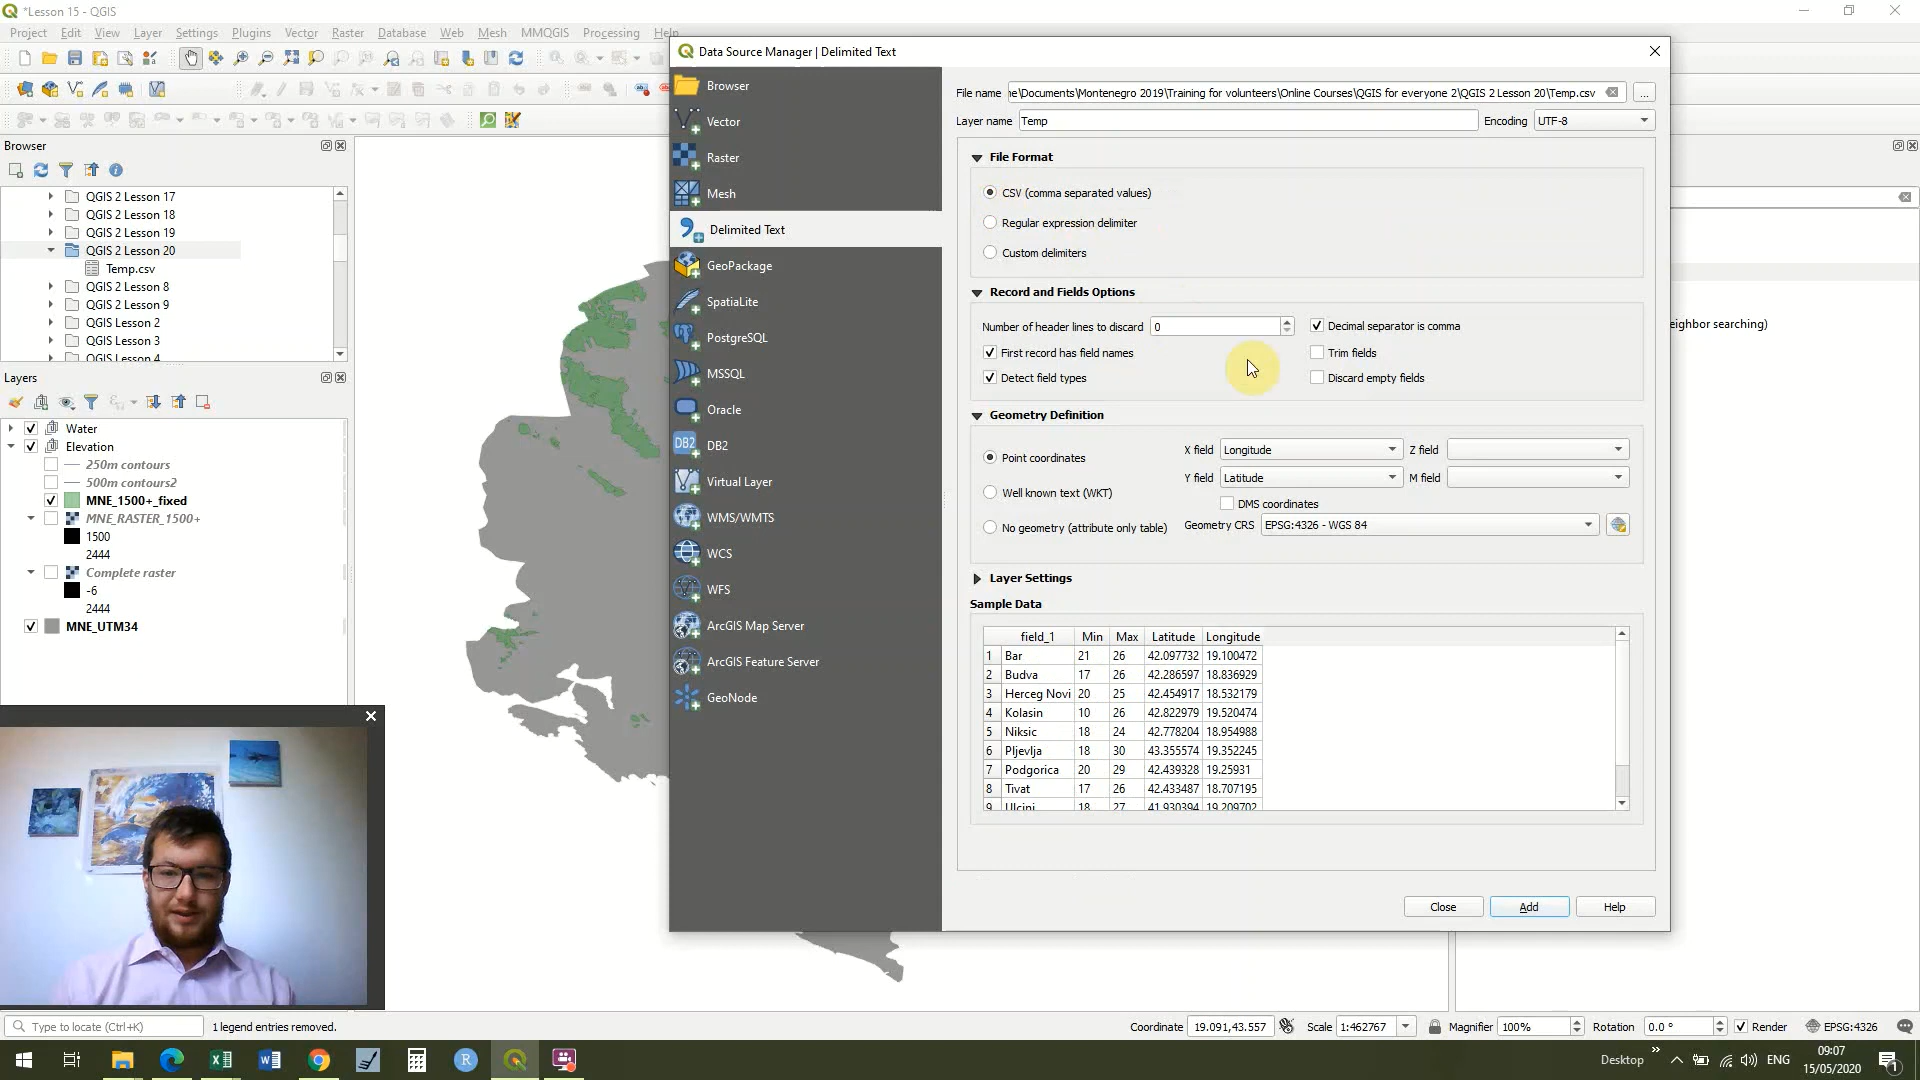 *Lesson 15 - QGIS
Project Edit View Layer Settings Plugins Vector Raster Database Web Mesh MMQGIS Processing Help
Browser
QGIS 2 Lesson 17
QGIS 2 Lesson 18
QGIS 2 Lesson 19
QGIS 2 Lesson 20
Temp.csv
QGIS 2 Lesson 8
QGIS 2 Lesson 9
QGIS Lesson 2
QGIS Lesson 3
QGIS Lesson 4
Layers
Water
Elevation
250m contours
500m contours2
MNE_1500+_fixed
MNE_RASTER_1500+
1500
2444
Complete raster
-6
2444
MNE_UTM34
Data Source Manager | Delimited Text
Browser
Vector
Raster
Mesh
Delimited Text
GeoPackage
SpatiaLite
PostgreSQL
MSSQL
Oracle
DB2 DB2
Virtual Layer
WMS/WMTS
WCS
WFS
ArcGIS Map Server
ArcGIS Feature Server
GeoNode
File name ne\Documents\Montenegro 2019\Training for volunteers\Online Courses\QGIS for everyone 2\QGIS 2 Lesson 20\Temp.csv ...
Layer name Temp Encoding UTF-8
File Format
CSV (comma separated values)
Regular expression delimiter
Custom delimiters
Record and Fields Options
Number of header lines to discard 0 Decimal separator is comma
First record has field names Trim fields
Detect field types Discard empty fields
Geometry Definition
Point coordinates X field Longitude Z field
Y field Latitude M field
Well known text (WKT) DMS coordinates
No geometry (attribute only table) Geometry CRS EPSG:4326 - WGS 84
Layer Settings
Sample Data
field_1 Min Max Latitude Longitude
1 Bar 21 26 42.097732 19.100472
2 Budva 17 26 42.286597 18.836929
3 Herceg Novi 20 25 42.454917 18.532179
4 Kolasin 10 26 42.822979 19.520474
5 Niksic 18 24 42.778204 18.954988
6 Pljevlja 18 30 43.355574 19.352245
7 Podgorica 20 29 42.439328 19.25931
8 Tivat 17 26 42.433487 18.707195
9 Ulcinj 18 27 41.930394 19.209702
Close Add Help
eighbor searching)
Type to locate (Ctrl+K) 1 legend entries removed. Coordinate 19.091,43.557 Scale 1:462767 Magnifier 100% Rotation 0.0 ° Render EPSG:4326
Desktop ENG 09:07
15/05/2020